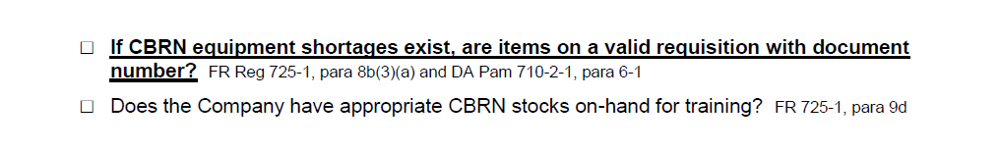 ☐ If CBRN equipment shortages exist, are items on a valid requisition with document
number? FR Reg 725-1, para 8b(3)(a) and DA Pam 710-2-1, para 6-1
☐ Does the Company have appropriate CBRN stocks on-hand for training? FR 725-1, para 9d